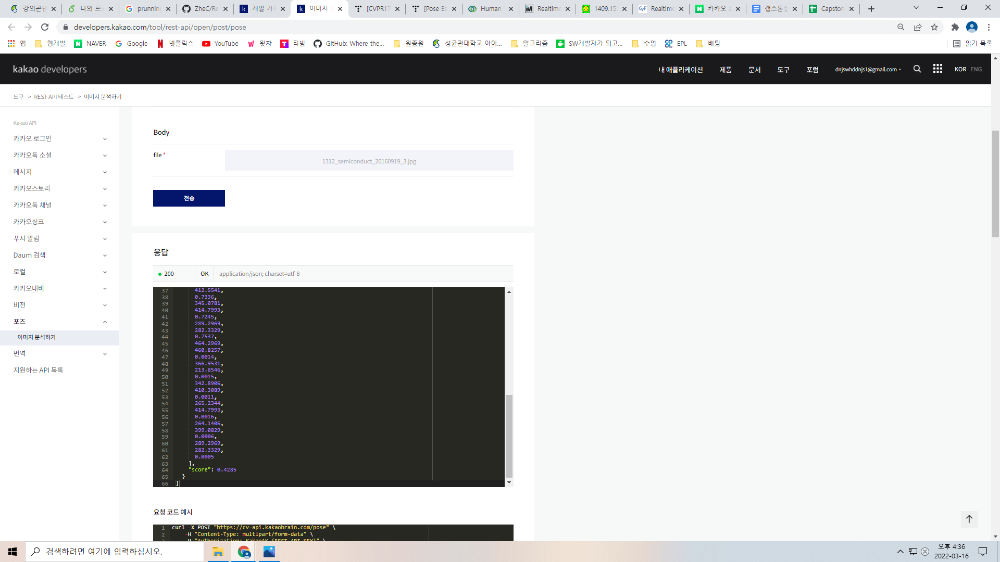 강의콘텐
나의 프로
prunning
ZheC/Re
개발 가이
이미지 분
[CVPR17
[Pose Es
Human
Realtime
1409.155
Realtime
카카오 a
캡스톤설
Capston
developers.kakao.com/tool/rest-api/open/post/pose
앱
웹개발
NAVER
Google
넷플릭스
YouTube
왓챠
티빙
GitHub: Where the...
원종원
성균관대학교 아이...
알고리즘
SW개발자가 되고...
수업
EPL
배팅
읽기 목록
kakao developers
내 애플리케이션
제품
문서
도구
포럼
dnjswhddnjs1@gmail.com
KOR ENG
도구 > REST API 테스트 > 이미지 분석하기
Kakao API
카카오 로그인
카카오톡 소셜
메시지
카카오스토리
카카오톡 채널
카카오싱크
푸시 알림
Daum 검색
로컬
카카오내비
비전
포즈
이미지 분석하기
번역
지원하는 API 목록
Body
file *
1312_semiconduct_20160919_3.jpg
전송
응답
200 OK application/json; charset=utf-8
37 412.5541,
38 0.7336,
39 345.0781,
40 414.7993,
41 0.7245,
42 289.2969,
43 282.3329,
44 0.7537,
45 464.2969,
46 460.8257,
47 0.0014,
48 366.9531,
49 213.8546,
50 0.0015,
51 342.8906,
52 410.3089,
53 0.0011,
54 265.2344,
55 414.7993,
56 0.0016,
57 264.1406,
58 399.0829,
59 0.0006,
60 289.2969,
61 282.3329,
62 0.0005
63 ],
64 "score": 0.4285
65 }
66 ]
요청 코드 예시
1 curl -X POST "https://cv-api.kakaobrain.com/pose" \
2 -H "Content-Type: multipart/form-data" \
3 -H "Authorization: KakaoAK {REST_API_KEY}" \
검색하려면 여기에 입력하십시오.
오후 4:36
2022-03-16